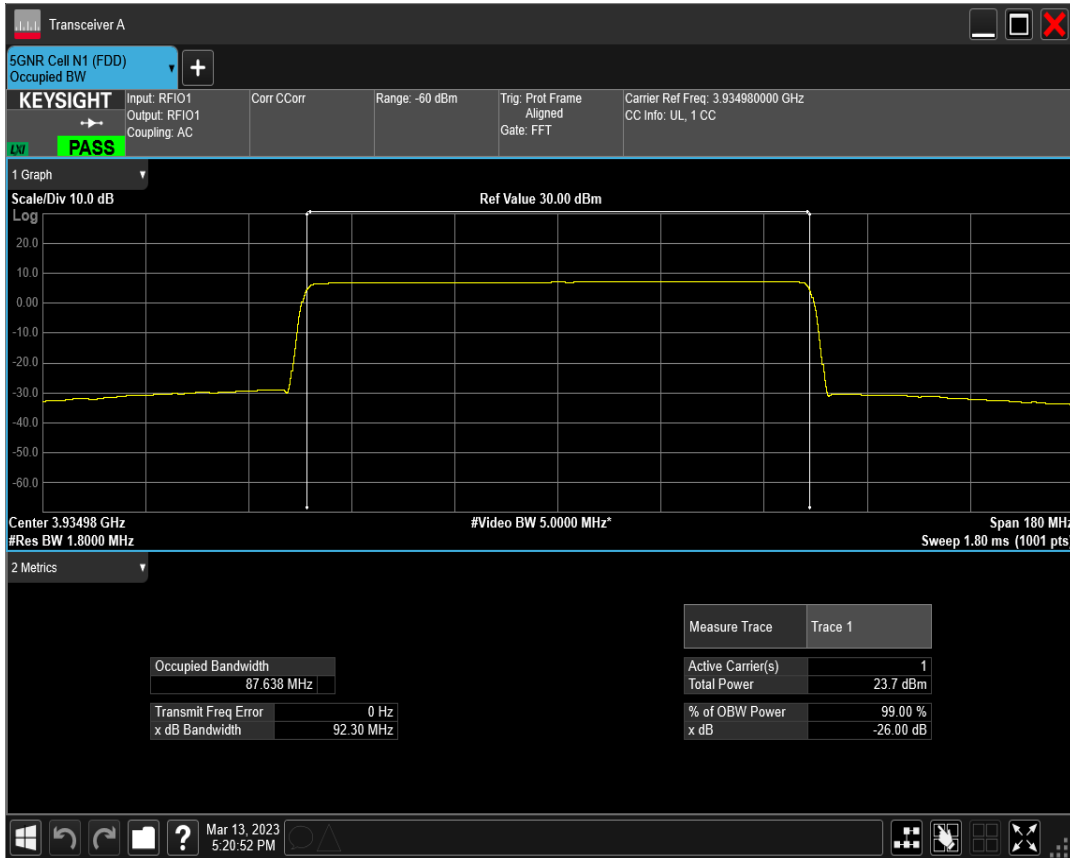 Transceiver A
5GNR Cell N1 (FDD)
Occupied BW
+
KEYSIGHT
LXI
PASS
Input: RFIO1
Output: RFIO1
Coupling: AC
Corr CCorr
Range: -60 dBm
Trig: Prot Frame
Aligned
Gate: FFT
Carrier Ref Freq: 3.934980000 GHz
CC Info: UL, 1 CC
1 Graph
Scale/Div 10.0 dB
Ref Value 30.00 dBm
Log
20.0
10.0
0.00
-10.0
-20.0
-30.0
-40.0
-50.0
-60.0
Center 3.93498 GHz
#Video BW 5.0000 MHz*
Span 180 MHz
#Res BW 1.8000 MHz
Sweep 1.80 ms (1001 pts)
2 Metrics
Measure Trace Trace 1
Occupied Bandwidth
87.638 MHz
Active Carrier(s) 1
Total Power 23.7 dBm
Transmit Freq Error 0 Hz
x dB Bandwidth 92.30 MHz
% of OBW Power 99.00 %
x dB -26.00 dB
?
Mar 13, 2023
5:20:52 PM